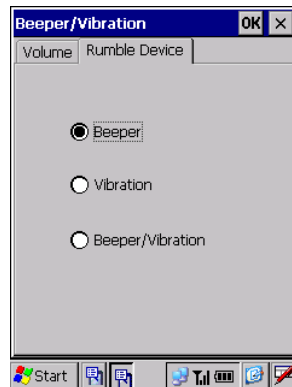 Beeper/Vibration OK ×
Volume Rumble Device
Beeper
Vibration
Beeper/Vibration
Start